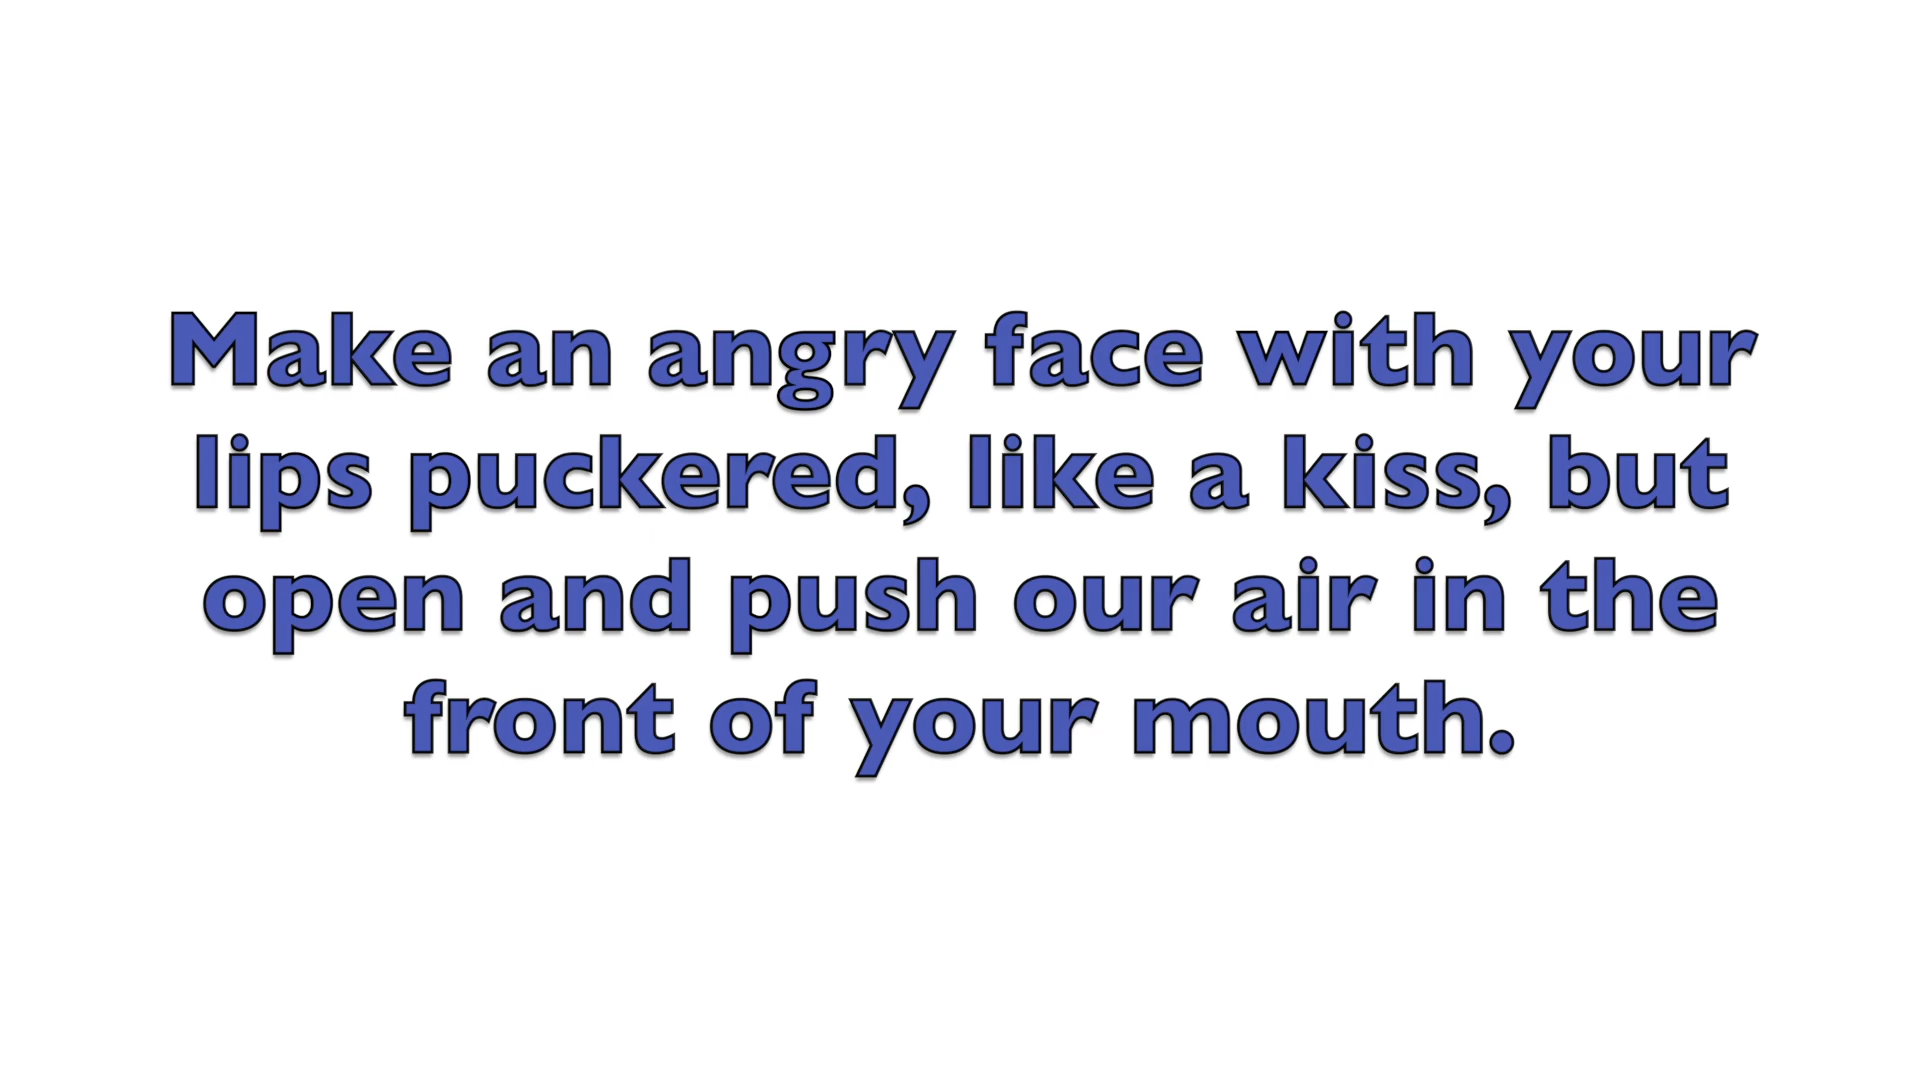 Make an angry face with your
lips puckered, like a kiss, but
open and push our air in the
front of your mouth.